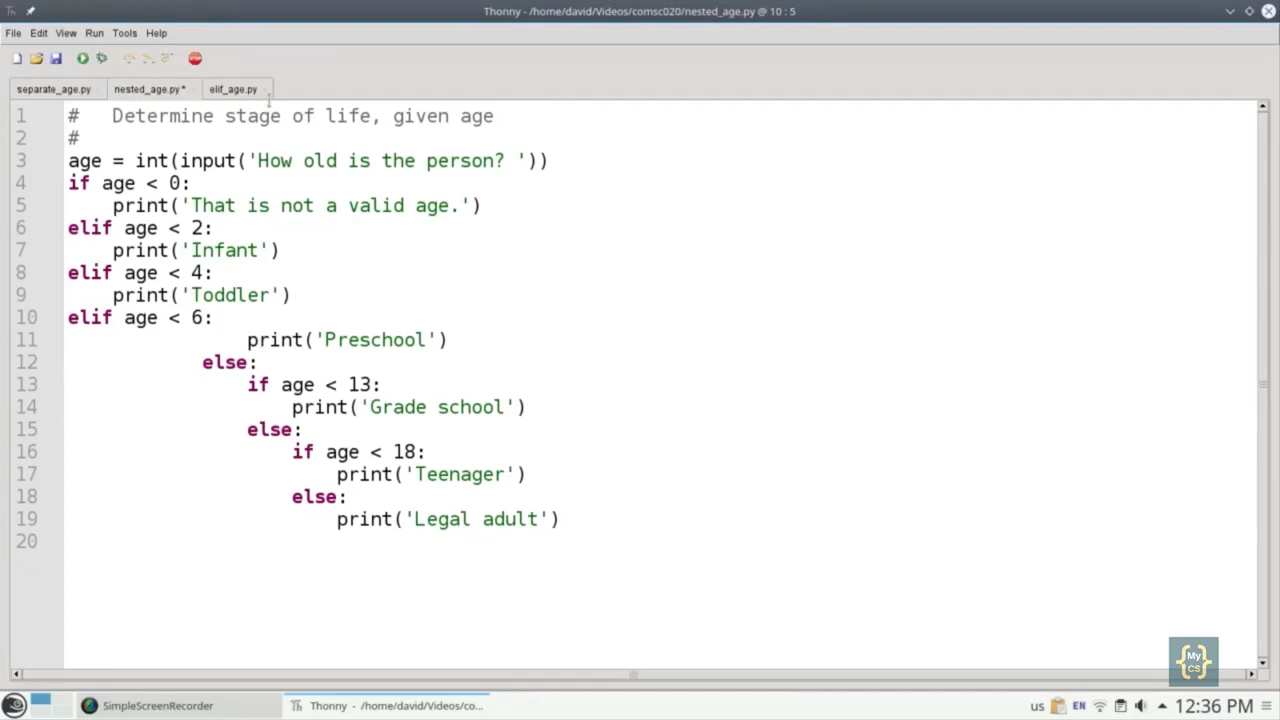 Thonny - /home/david/Videos/comsc020/nested_age.py @ 10 : 5
File Edit View Run Tools Help
STOP
separate_age.py nested_age.py * elif_age.py
1 #   Determine stage of life, given age
2 #
3 age = int(input('How old is the person? '))
4 if age < 0:
5     print('That is not a valid age.')
6 elif age < 2:
7     print('Infant')
8 elif age < 4:
9     print('Toddler')
10 elif age < 6:
11                 print('Preschool')
12             else:
13                 if age < 13:
14                     print('Grade school')
15                 else:
16                     if age < 18:
17                         print('Teenager')
18                     else:
19                         print('Legal adult')
20
My
CS
SimpleScreenRecorder Thonny - /home/david/Videos/co... us EN 12:36 PM